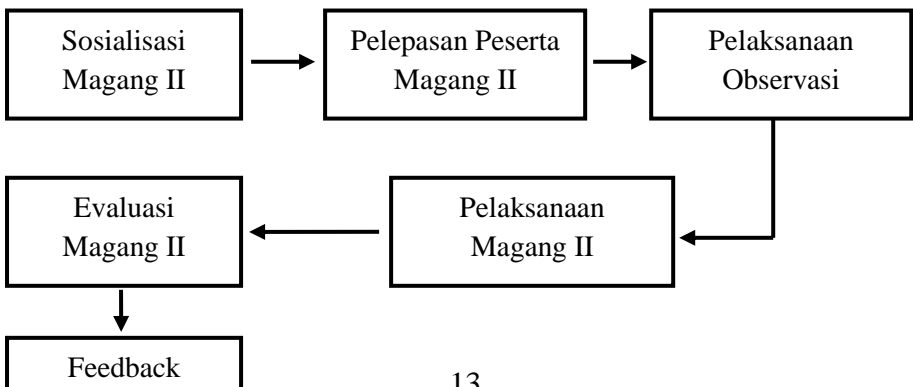 Sosialisasi
Magang II
Pelepasan Peserta
Magang II
Pelaksanaan
Observasi
Pelaksanaan
Magang II
Evaluasi
Magang II
Feedback
13